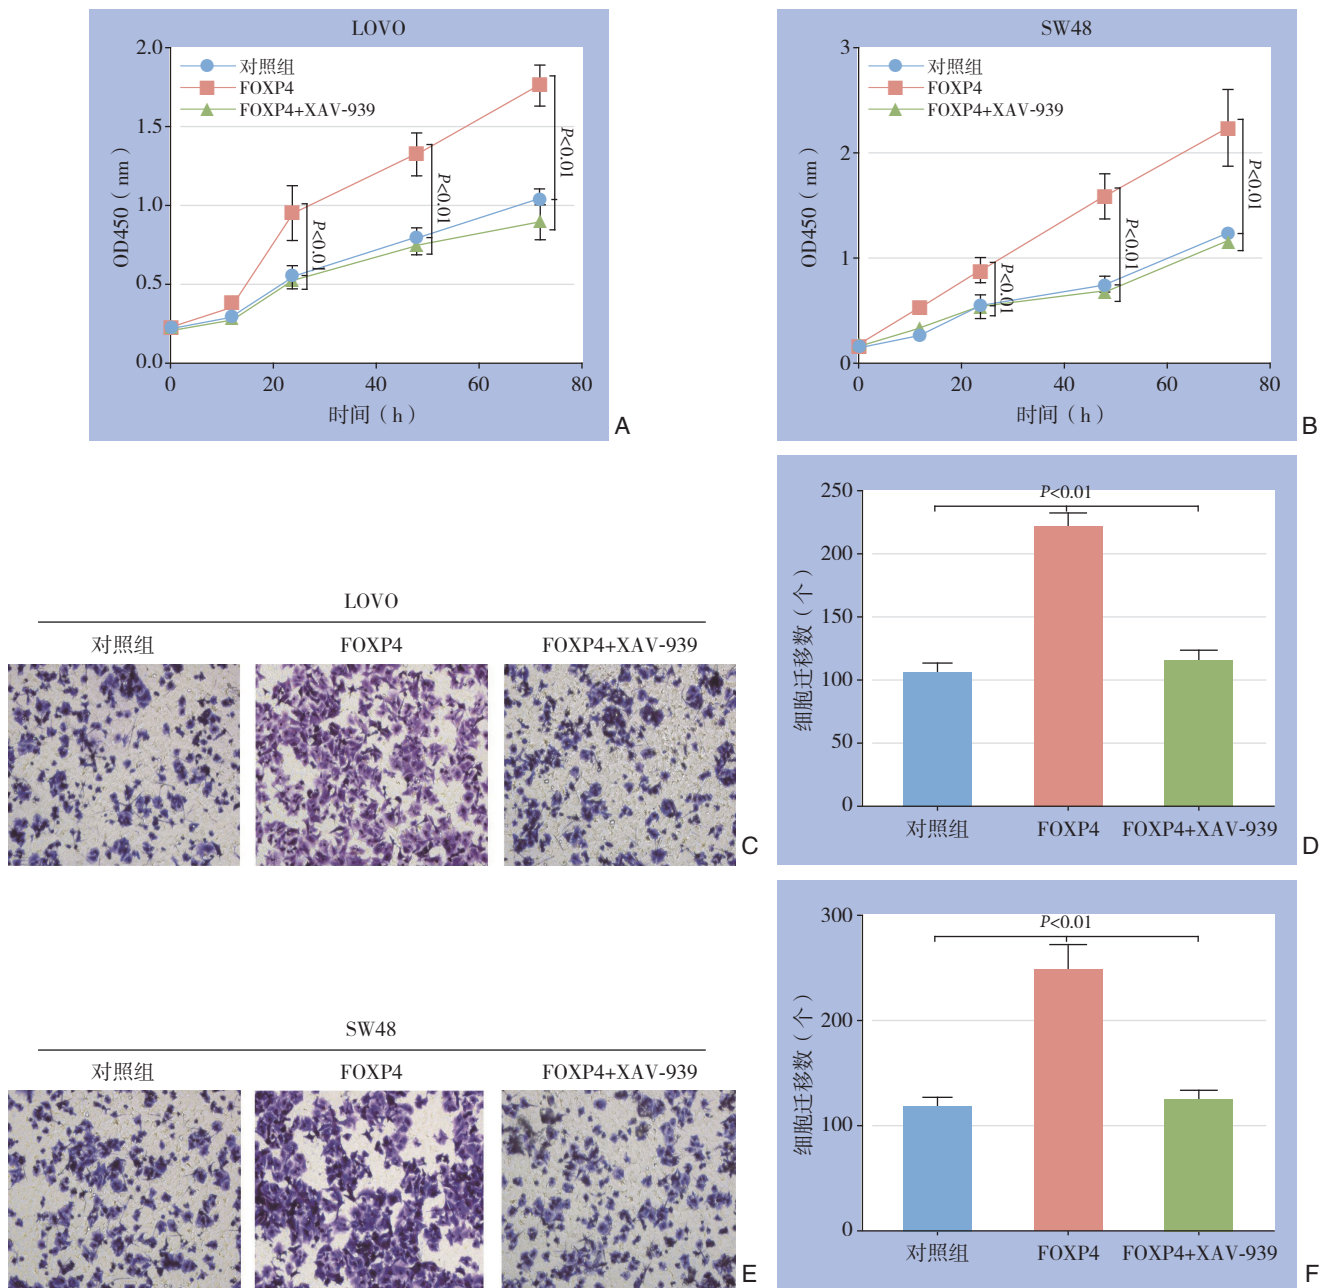 LOVO
2.0
1.5
1.0
0.5
0.0
OD450（nm）
对照组
FOXP4
FOXP4+XAV-939
P<0.01
P<0.01
P<0.01
0 20 40 60 80
时间（h）
A
SW48
3
2
1
0
OD450（nm）
对照组
FOXP4
FOXP4+XAV-939
P<0.01
P<0.01
P<0.01
0 20 40 60 80
时间（h）
B
LOVO
对照组 FOXP4 FOXP4+XAV-939
C
250
200
150
100
50
0
细胞迁移数（个）
P<0.01
对照组 FOXP4 FOXP4+XAV-939
D
SW48
对照组 FOXP4 FOXP4+XAV-939
E
300
200
100
0
细胞迁移数（个）
P<0.01
对照组 FOXP4 FOXP4+XAV-939
F